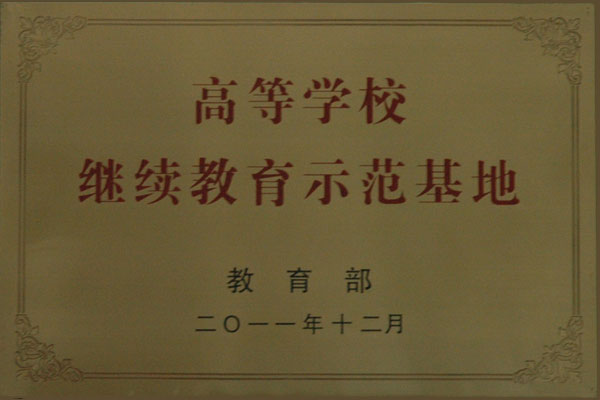 高等学校
继续教育示范基地
教育部
二〇一一年十二月